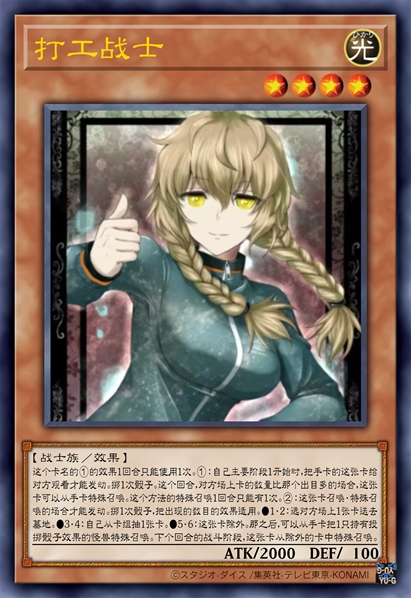 打工战士
ひかり
光
【战士族／效果】
这个卡名的①的效果1回合只能使用1次。①：自己主要阶段1开始时，把手卡的这张卡给
对方观看才能发动。掷1次骰子。这个回合，对方场上卡的数量比那个出目多的场合，这张
卡可以从手卡特殊召唤。这个方法的特殊召唤1回合只能有1次。②：这张卡召唤·特殊召
唤的场合才能发动。掷1次骰子，把出现的数目的效果适用。●1·2：选对方场上1张卡送去
墓地。●3·4：自己从卡组抽1张卡。●5·6：这张卡除外。那之后，可以从手卡把1只持有投
掷骰子效果的怪兽特殊召唤。下个回合的战斗阶段，这张卡从除外的卡中特殊召唤。
ATK/2000 DEF/ 100
©スタジオ·ダイス /集英社·テレビ東京·KONAMI